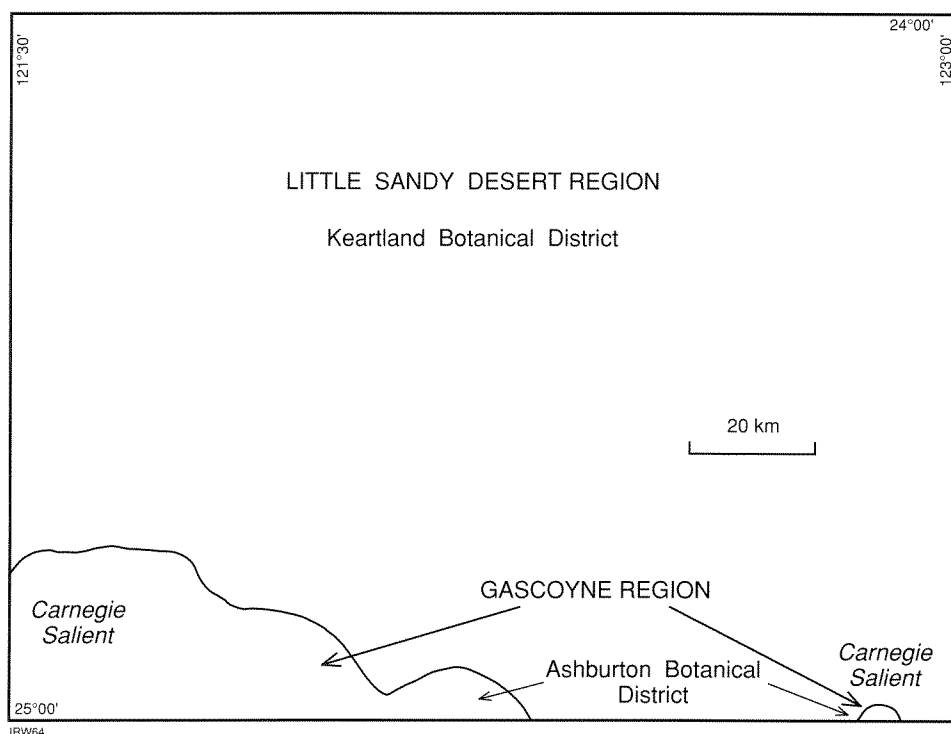 24°00'
121°30'
123°00'
LITTLE SANDY DESERT REGION
Keartland Botanical District
20 km
GASCOYNE REGION
Carnegie
Salient
Ashburton Botanical
District
Carnegie
Salient
25°00'
IRW64